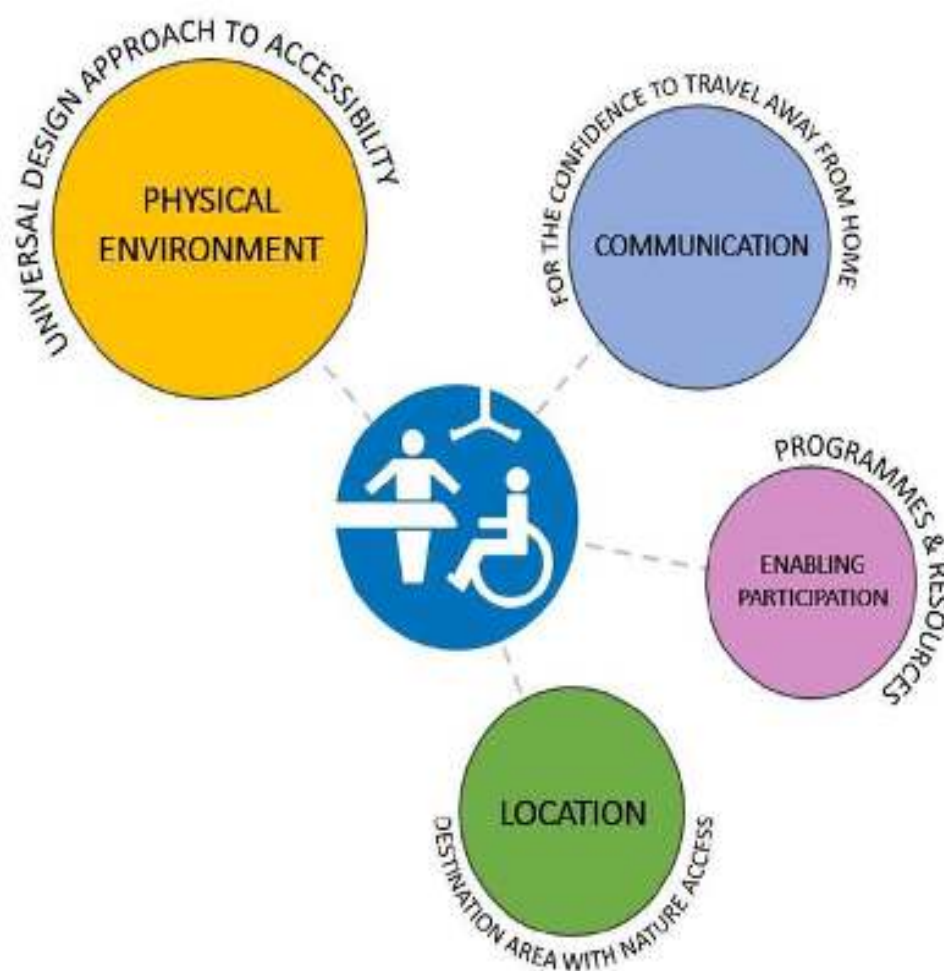 UNIVERSAL DESIGN APPROACH TO ACCESSIBILITY
PHYSICAL
ENVIRONMENT
FOR THE CONFIDENCE TO TRAVEL AWAY FROM HOME
COMMUNICATION
PROGRAMMES & RESOURCES
ENABLING
PARTICIPATION
LOCATION
DESTINATION AREA WITH NATURE ACCESS